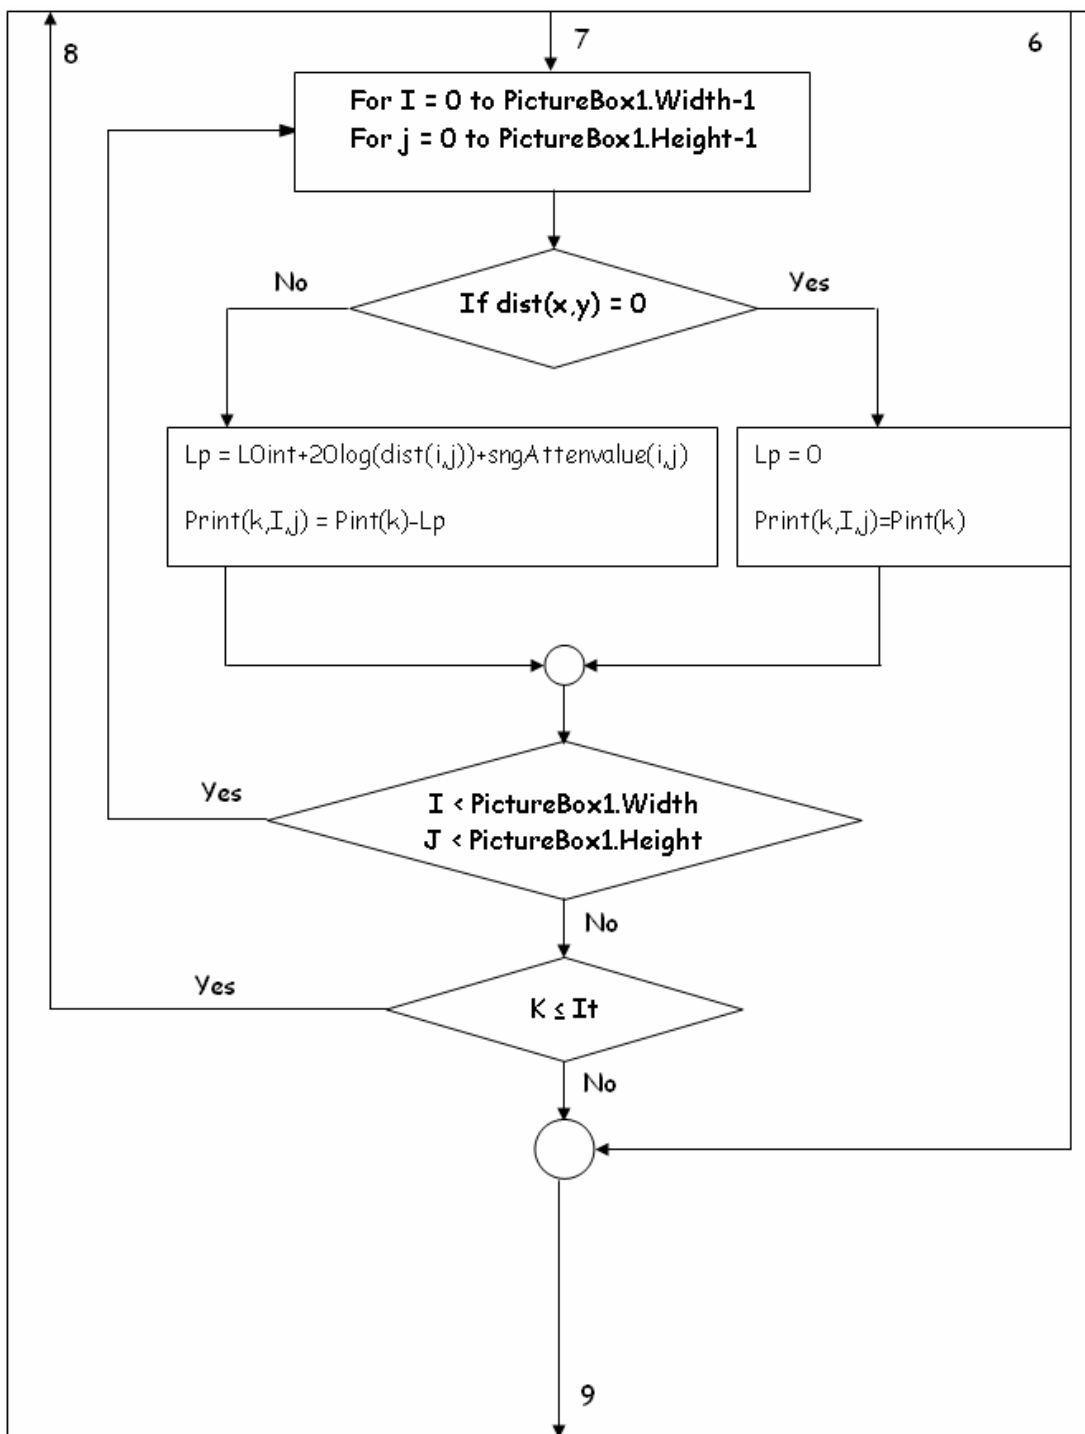 8
7
6
For I = 0 to PictureBox1.Width-1
For j = 0 to PictureBox1.Height-1
No
Yes
If dist(x,y) = 0
Lp = L0int+20log(dist(i,j))+sngAttenvalue(i,j)
Print(k,I,j) = Pint(k)-Lp
Lp = 0
Print(k,I,j)=Pint(k)
Yes
I < PictureBox1.Width
J < PictureBox1.Height
No
Yes
K ≤ It
No
9